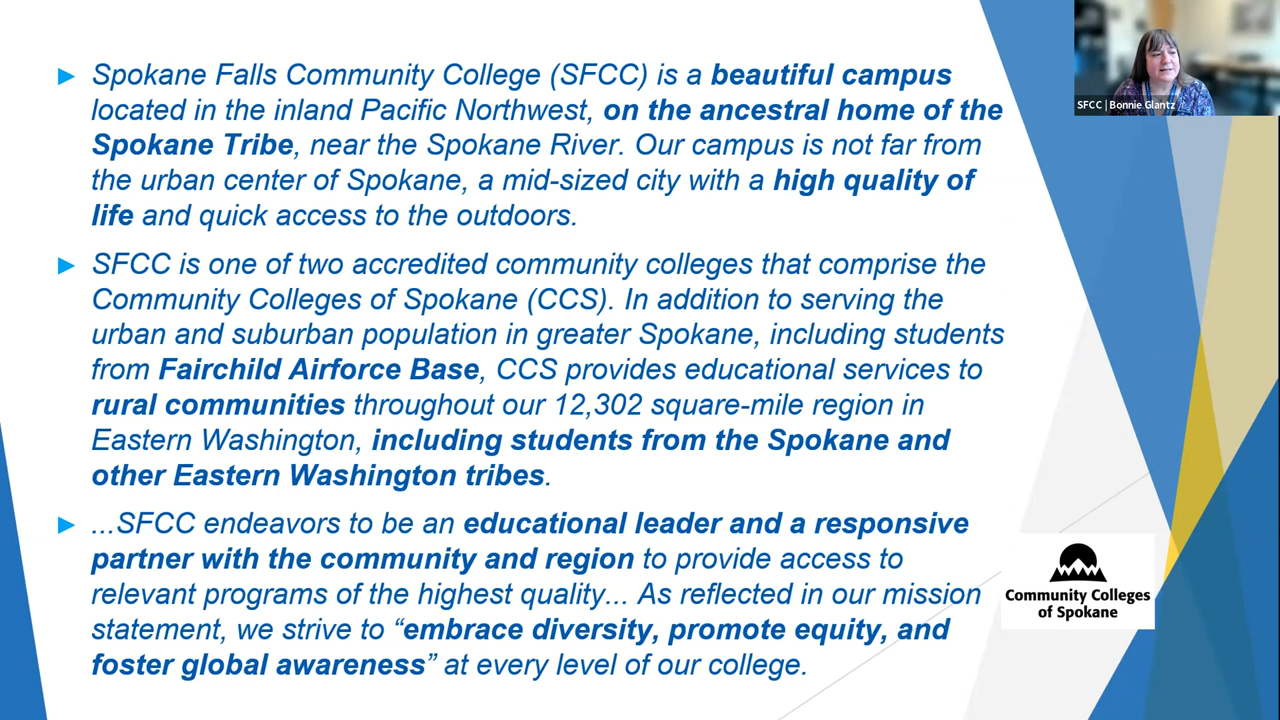 Spokane Falls Community College (SFCC) is a beautiful campus
located in the inland Pacific Northwest, on the ancestral home of the
Spokane Tribe, near the Spokane River. Our campus is not far from
the urban center of Spokane, a mid-sized city with a high quality of
life and quick access to the outdoors.
SFCC is one of two accredited community colleges that comprise the
Community Colleges of Spokane (CCS). In addition to serving the
urban and suburban population in greater Spokane, including students
from Fairchild Airforce Base, CCS provides educational services to
rural communities throughout our 12,302 square-mile region in
Eastern Washington, including students from the Spokane and
other Eastern Washington tribes.
...SFCC endeavors to be an educational leader and a responsive
partner with the community and region to provide access to
relevant programs of the highest quality... As reflected in our mission
statement, we strive to “embrace diversity, promote equity, and
foster global awareness” at every level of our college.
SFCC | Bonnie Glantz
Community Colleges
of Spokane